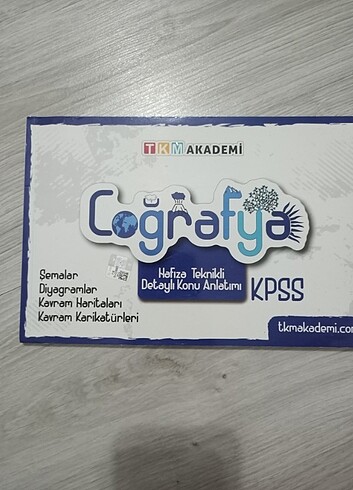 TKM AKADEMİ
Coğrafya
Hafıza Teknikli
Detaylı Konu Anlatımı
KPSS
Şemalar
Diyagramlar
Kavram Haritaları
Kavram Karikatürleri
tkmakademi.com